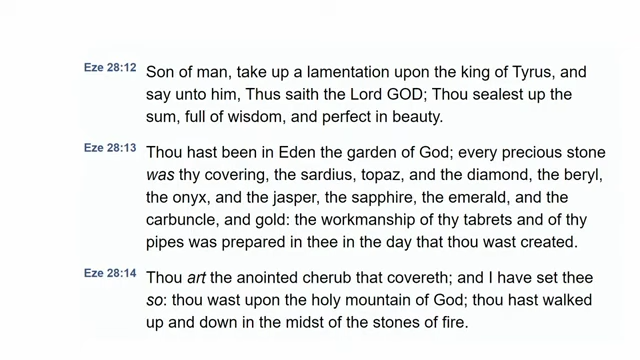 Eze 28:12 Son of man, take up a lamentation upon the king of Tyrus, and
say unto him, Thus saith the Lord GOD; Thou sealest up the
sum, full of wisdom, and perfect in beauty.
Eze 28:13 Thou hast been in Eden the garden of God; every precious stone
was thy covering, the sardius, topaz, and the diamond, the beryl,
the onyx, and the jasper, the sapphire, the emerald, and the
carbuncle, and gold: the workmanship of thy tabrets and of thy
pipes was prepared in thee in the day that thou wast created.
Eze 28:14 Thou art the anointed cherub that covereth; and I have set thee
so: thou wast upon the holy mountain of God; thou hast walked
up and down in the midst of the stones of fire.